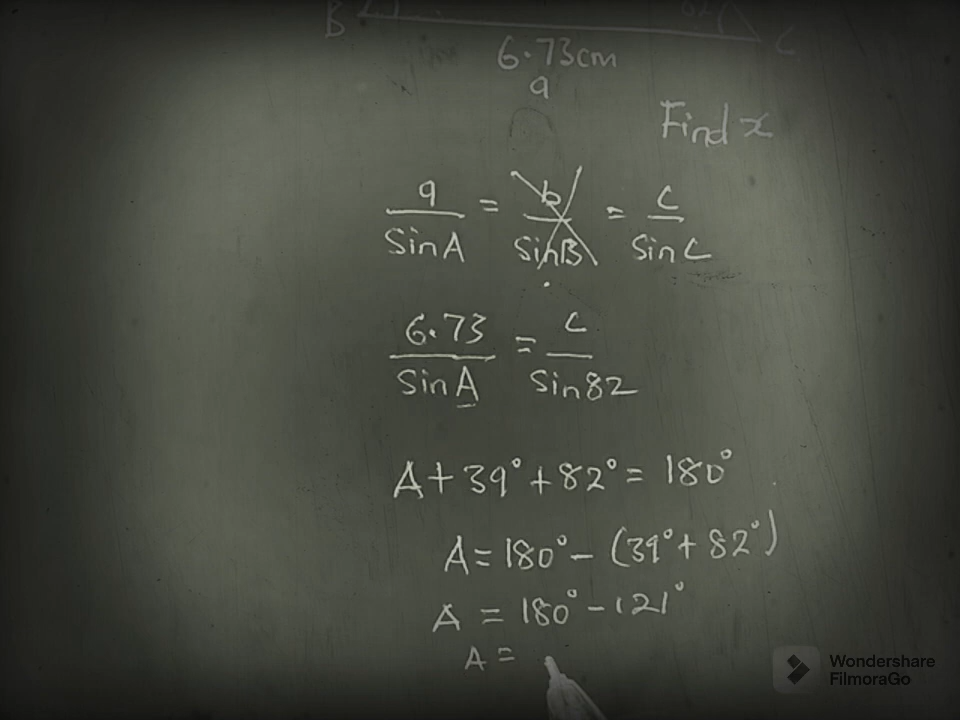 B C
6.73cm
a
Find x
a/SinA = b/SinB = c/SinC
6.73/SinA = c/Sin82
A + 39° + 82° = 180°
A = 180° - (39° + 82°)
A = 180° - 121°
A =
Wondershare
FilmoraGo